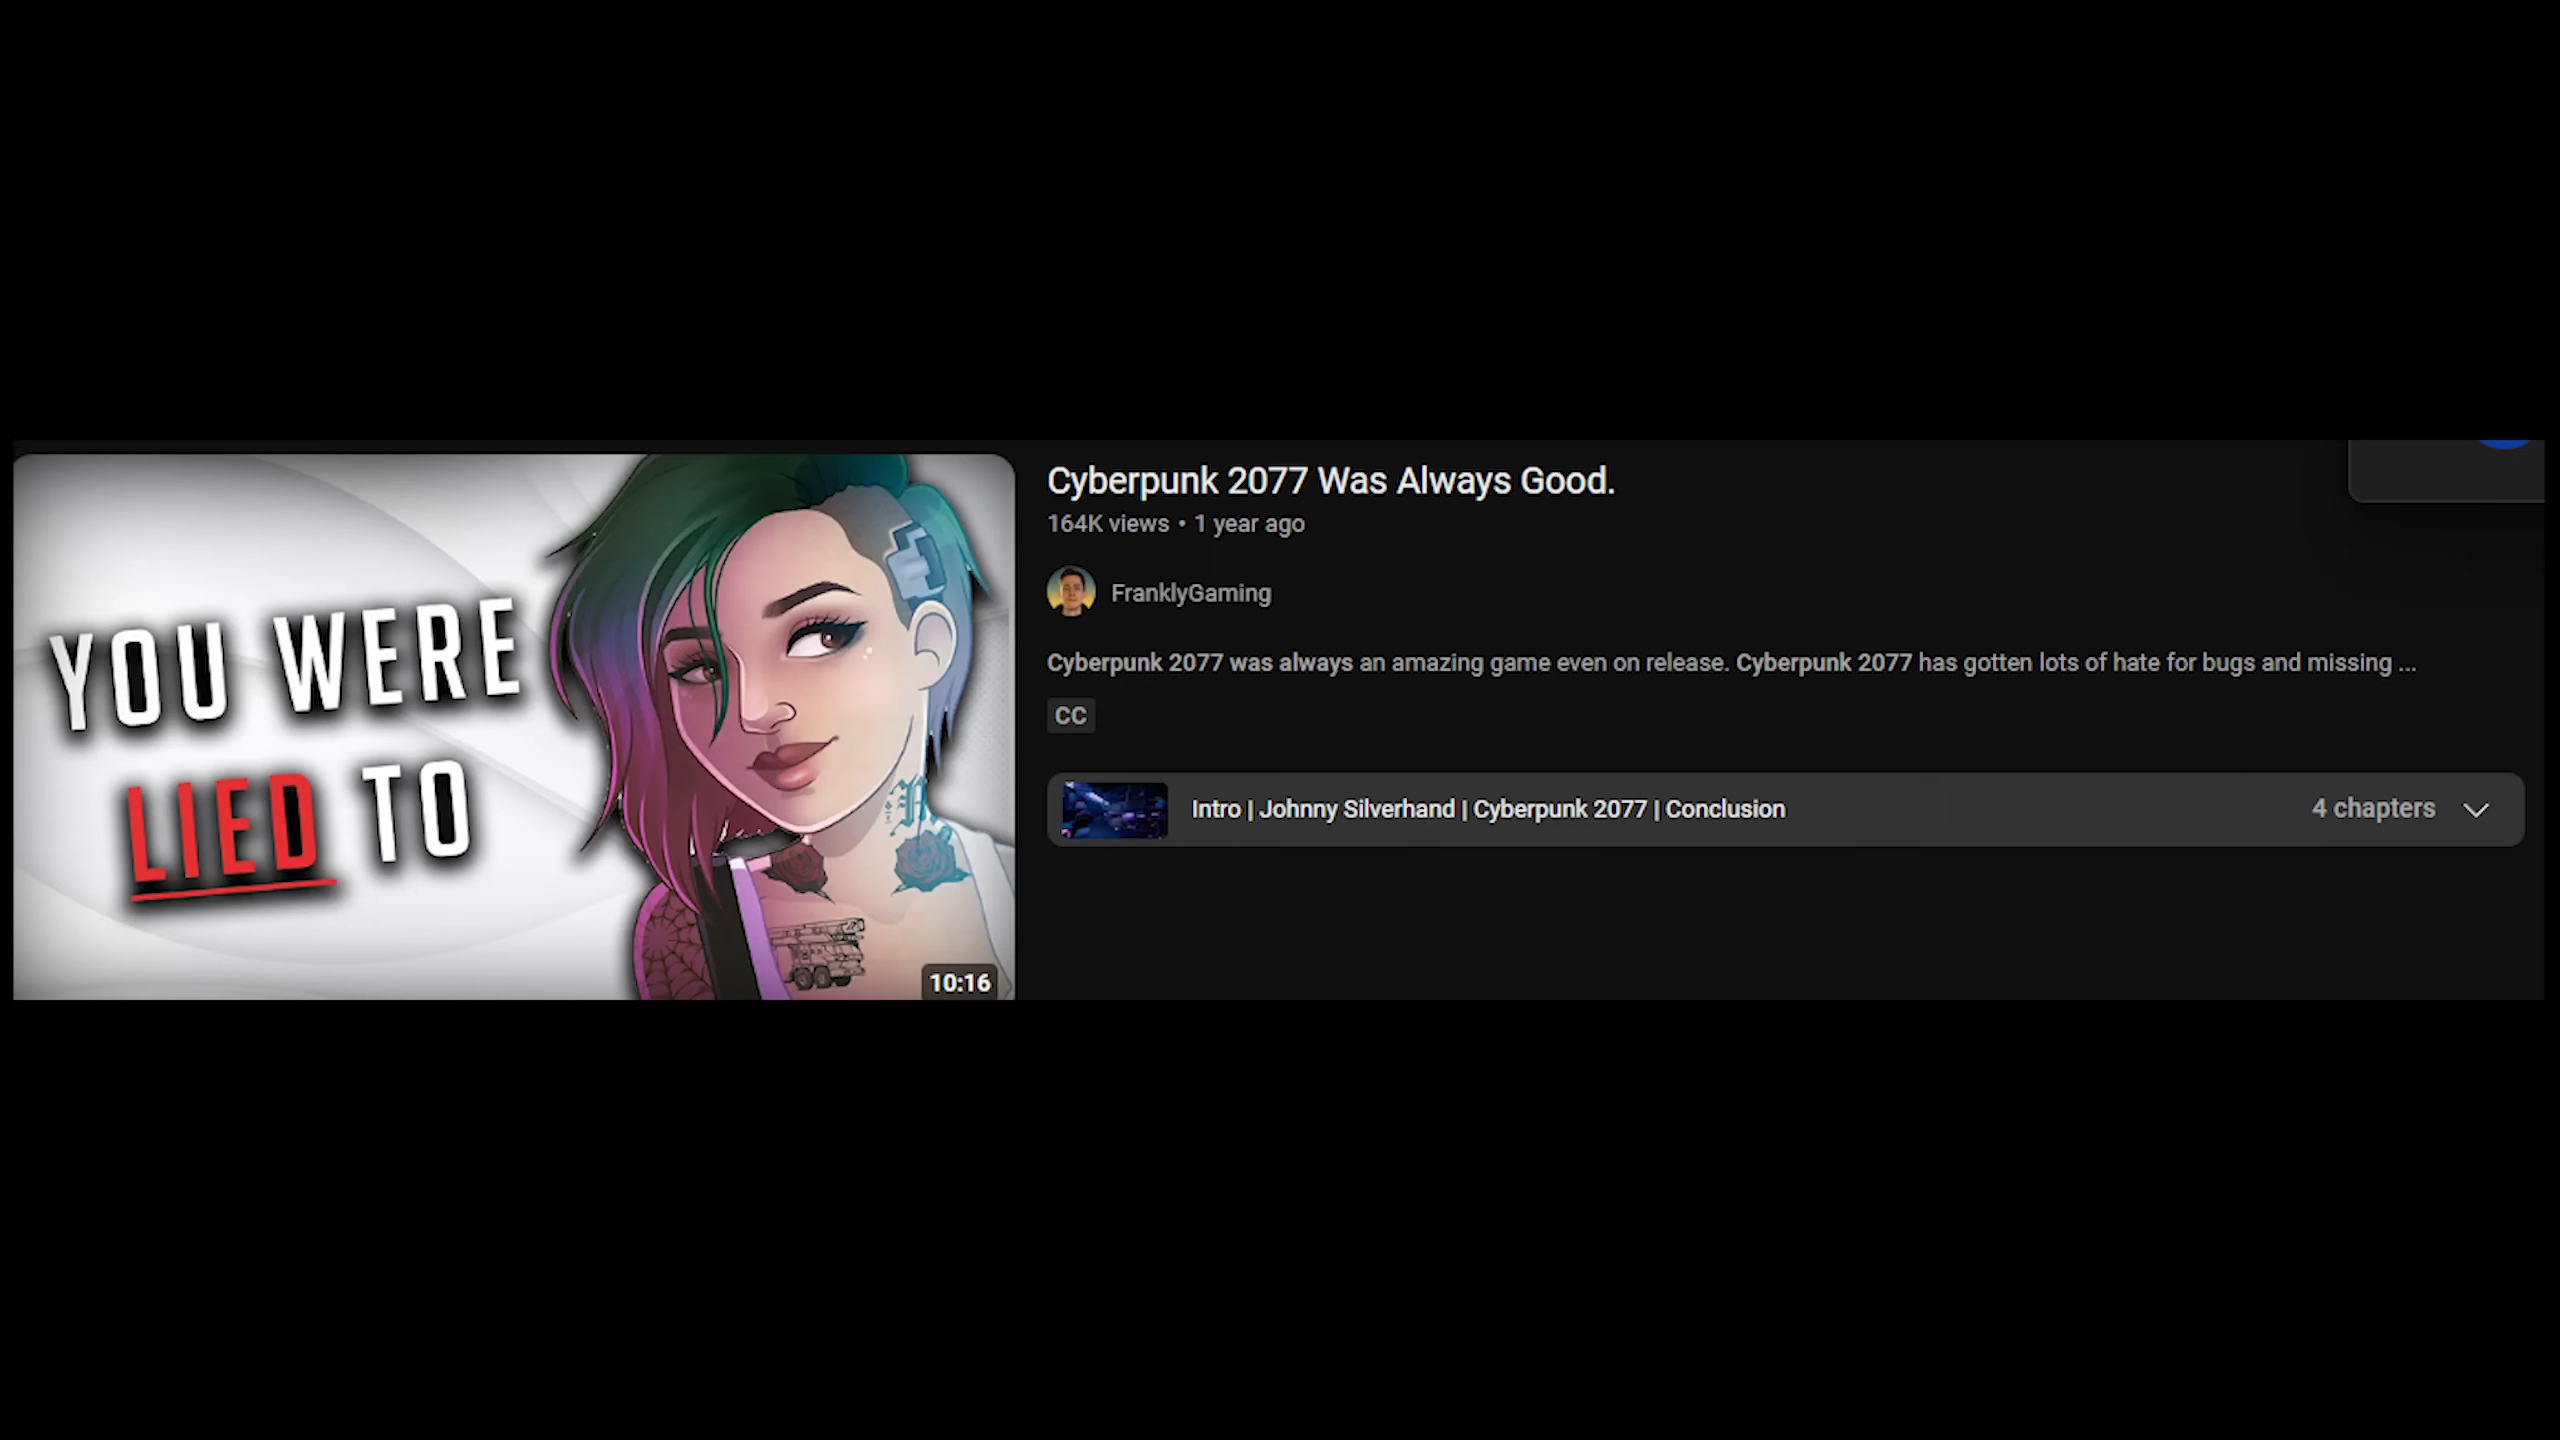 YOU WERE
LIED TO
10:16
Cyberpunk 2077 Was Always Good.
164K views • 1 year ago
FranklyGaming
Cyberpunk 2077 was always an amazing game even on release. Cyberpunk 2077 has gotten lots of hate for bugs and missing ...
CC
Intro | Johnny Silverhand | Cyberpunk 2077 | Conclusion
4 chapters